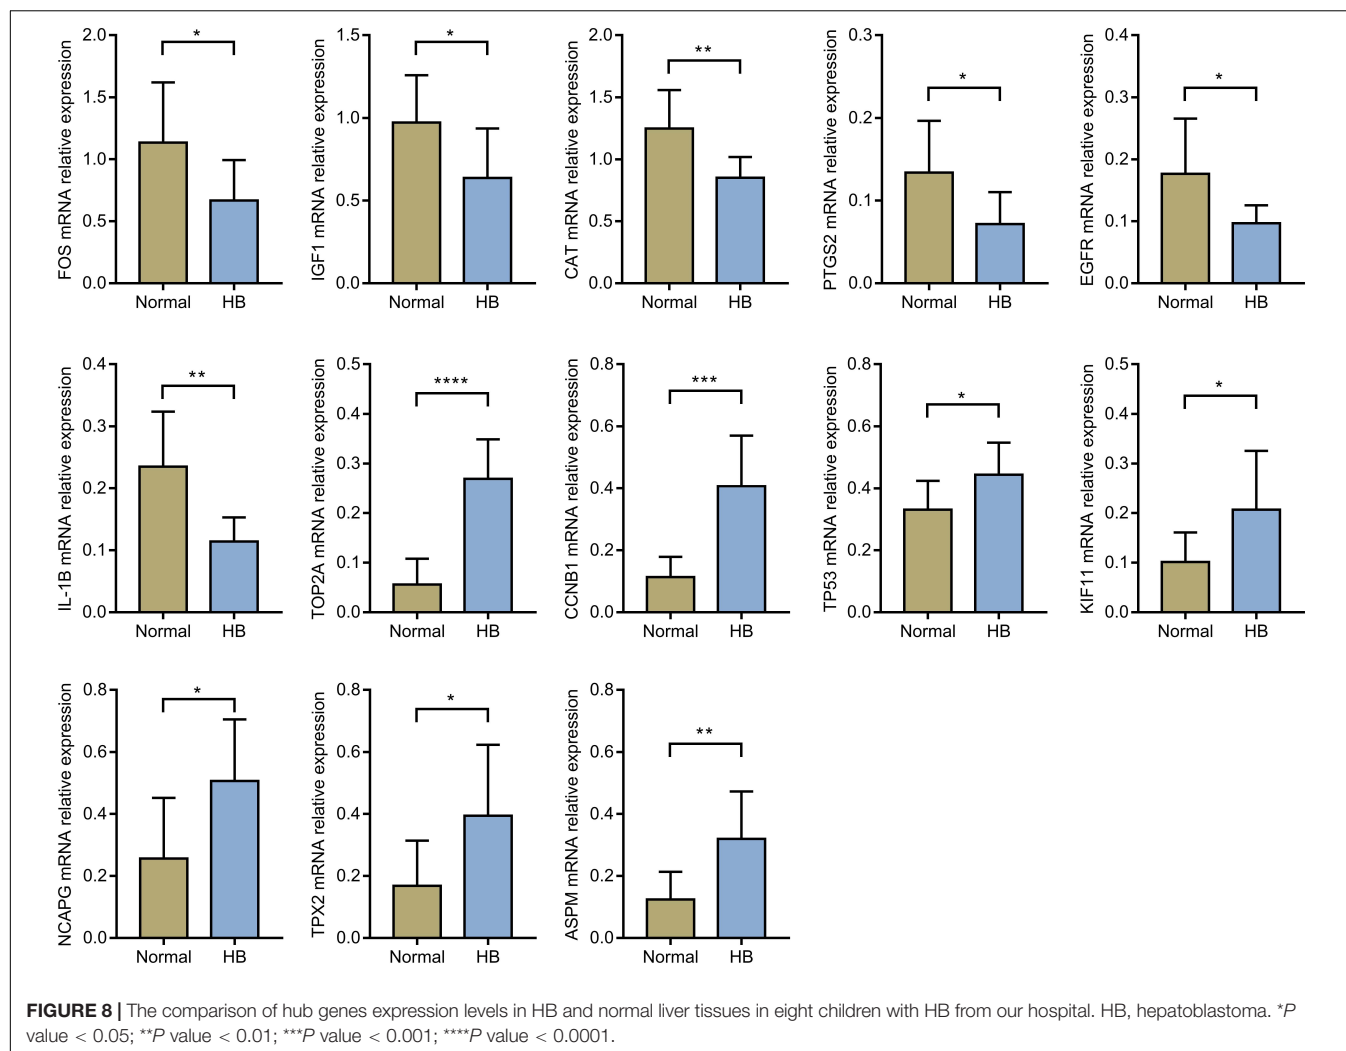 FOS mRNA relative expression
2.0
1.5
1.0
0.5
0.0
*
Normal HB
IGF1 mRNA relative expression
1.5
1.0
0.5
0.0
*
Normal HB
CAT mRNA relative expression
2.0
1.5
1.0
0.5
0.0
**
Normal HB
PTGS2 mRNA relative expression
0.3
0.2
0.1
0.0
*
Normal HB
EGFR mRNA relative expression
0.4
0.3
0.2
0.1
0.0
*
Normal HB
IL-1B mRNA relative expression
0.4
0.3
0.2
0.1
0.0
**
Normal HB
TOP2A mRNA relative expression
0.5
0.4
0.3
0.2
0.1
0.0
****
Normal HB
CCNB1 mRNA relative expression
0.8
0.6
0.4
0.2
0.0
***
Normal HB
TP53 mRNA relative expression
0.8
0.6
0.4
0.2
0.0
*
Normal HB
KIF11 mRNA relative expression
0.5
0.4
0.3
0.2
0.1
0.0
*
Normal HB
NCAPG mRNA relative expression
0.8
0.6
0.4
0.2
0.0
*
Normal HB
TPX2 mRNA relative expression
0.8
0.6
0.4
0.2
0.0
*
Normal HB
ASPM mRNA relative expression
0.8
0.6
0.4
0.2
0.0
**
Normal HB
FIGURE 8 | The comparison of hub genes expression levels in HB and normal liver tissues in eight children with HB from our hospital. HB, hepatoblastoma. *P
value < 0.05; **P value < 0.01; ***P value < 0.001; ****P value < 0.0001.